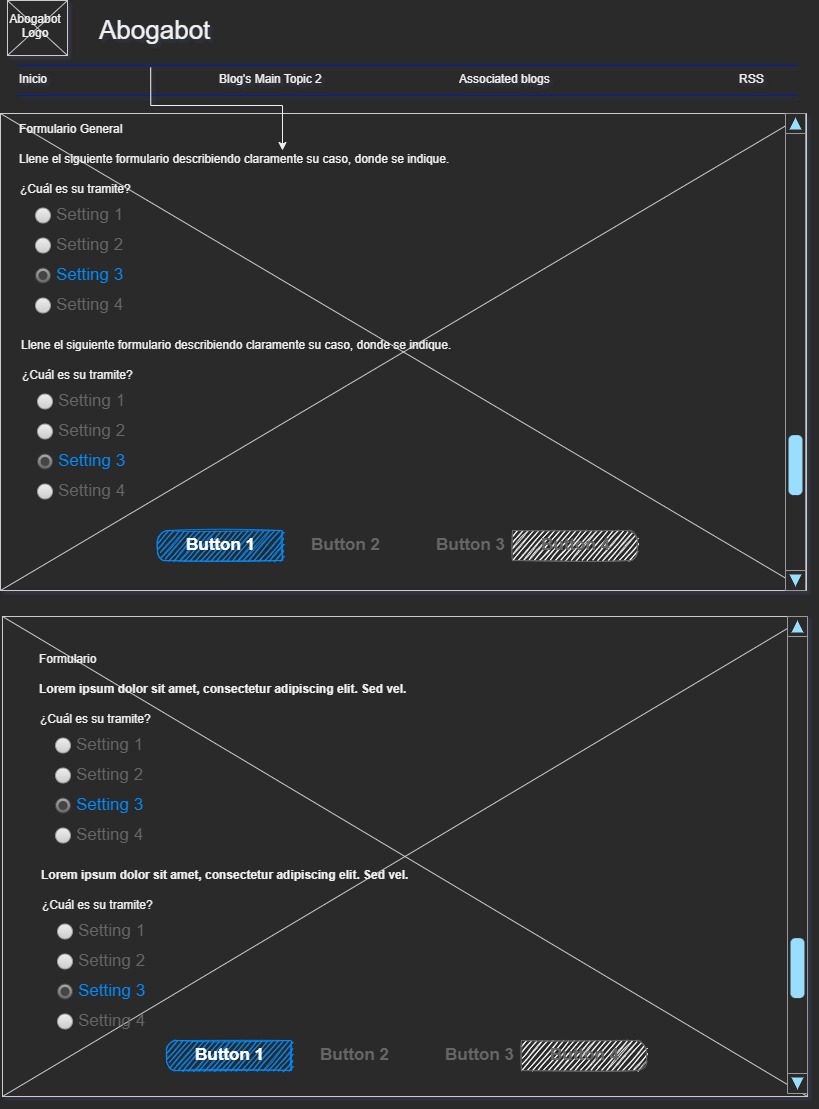 Abogabot
Logo
Abogabot
Inicio Blog's Main Topic 2 Associated blogs RSS
Formulario General
Llene el siguiente formulario describiendo claramente su caso, donde se indique.
¿Cuál es su tramite?
Setting 1
Setting 2
Setting 3
Setting 4
Llene el siguiente formulario describiendo claramente su caso, donde se indique.
¿Cuál es su tramite?
Setting 1
Setting 2
Setting 3
Setting 4
Button 1 Button 2 Button 3 Button 4
Formulario
Lorem ipsum dolor sit amet, consectetur adipiscing elit. Sed vel.
¿Cuál es su tramite?
Setting 1
Setting 2
Setting 3
Setting 4
Lorem ipsum dolor sit amet, consectetur adipiscing elit. Sed vel.
¿Cuál es su tramite?
Setting 1
Setting 2
Setting 3
Setting 4
Button 1 Button 2 Button 3 Button 4